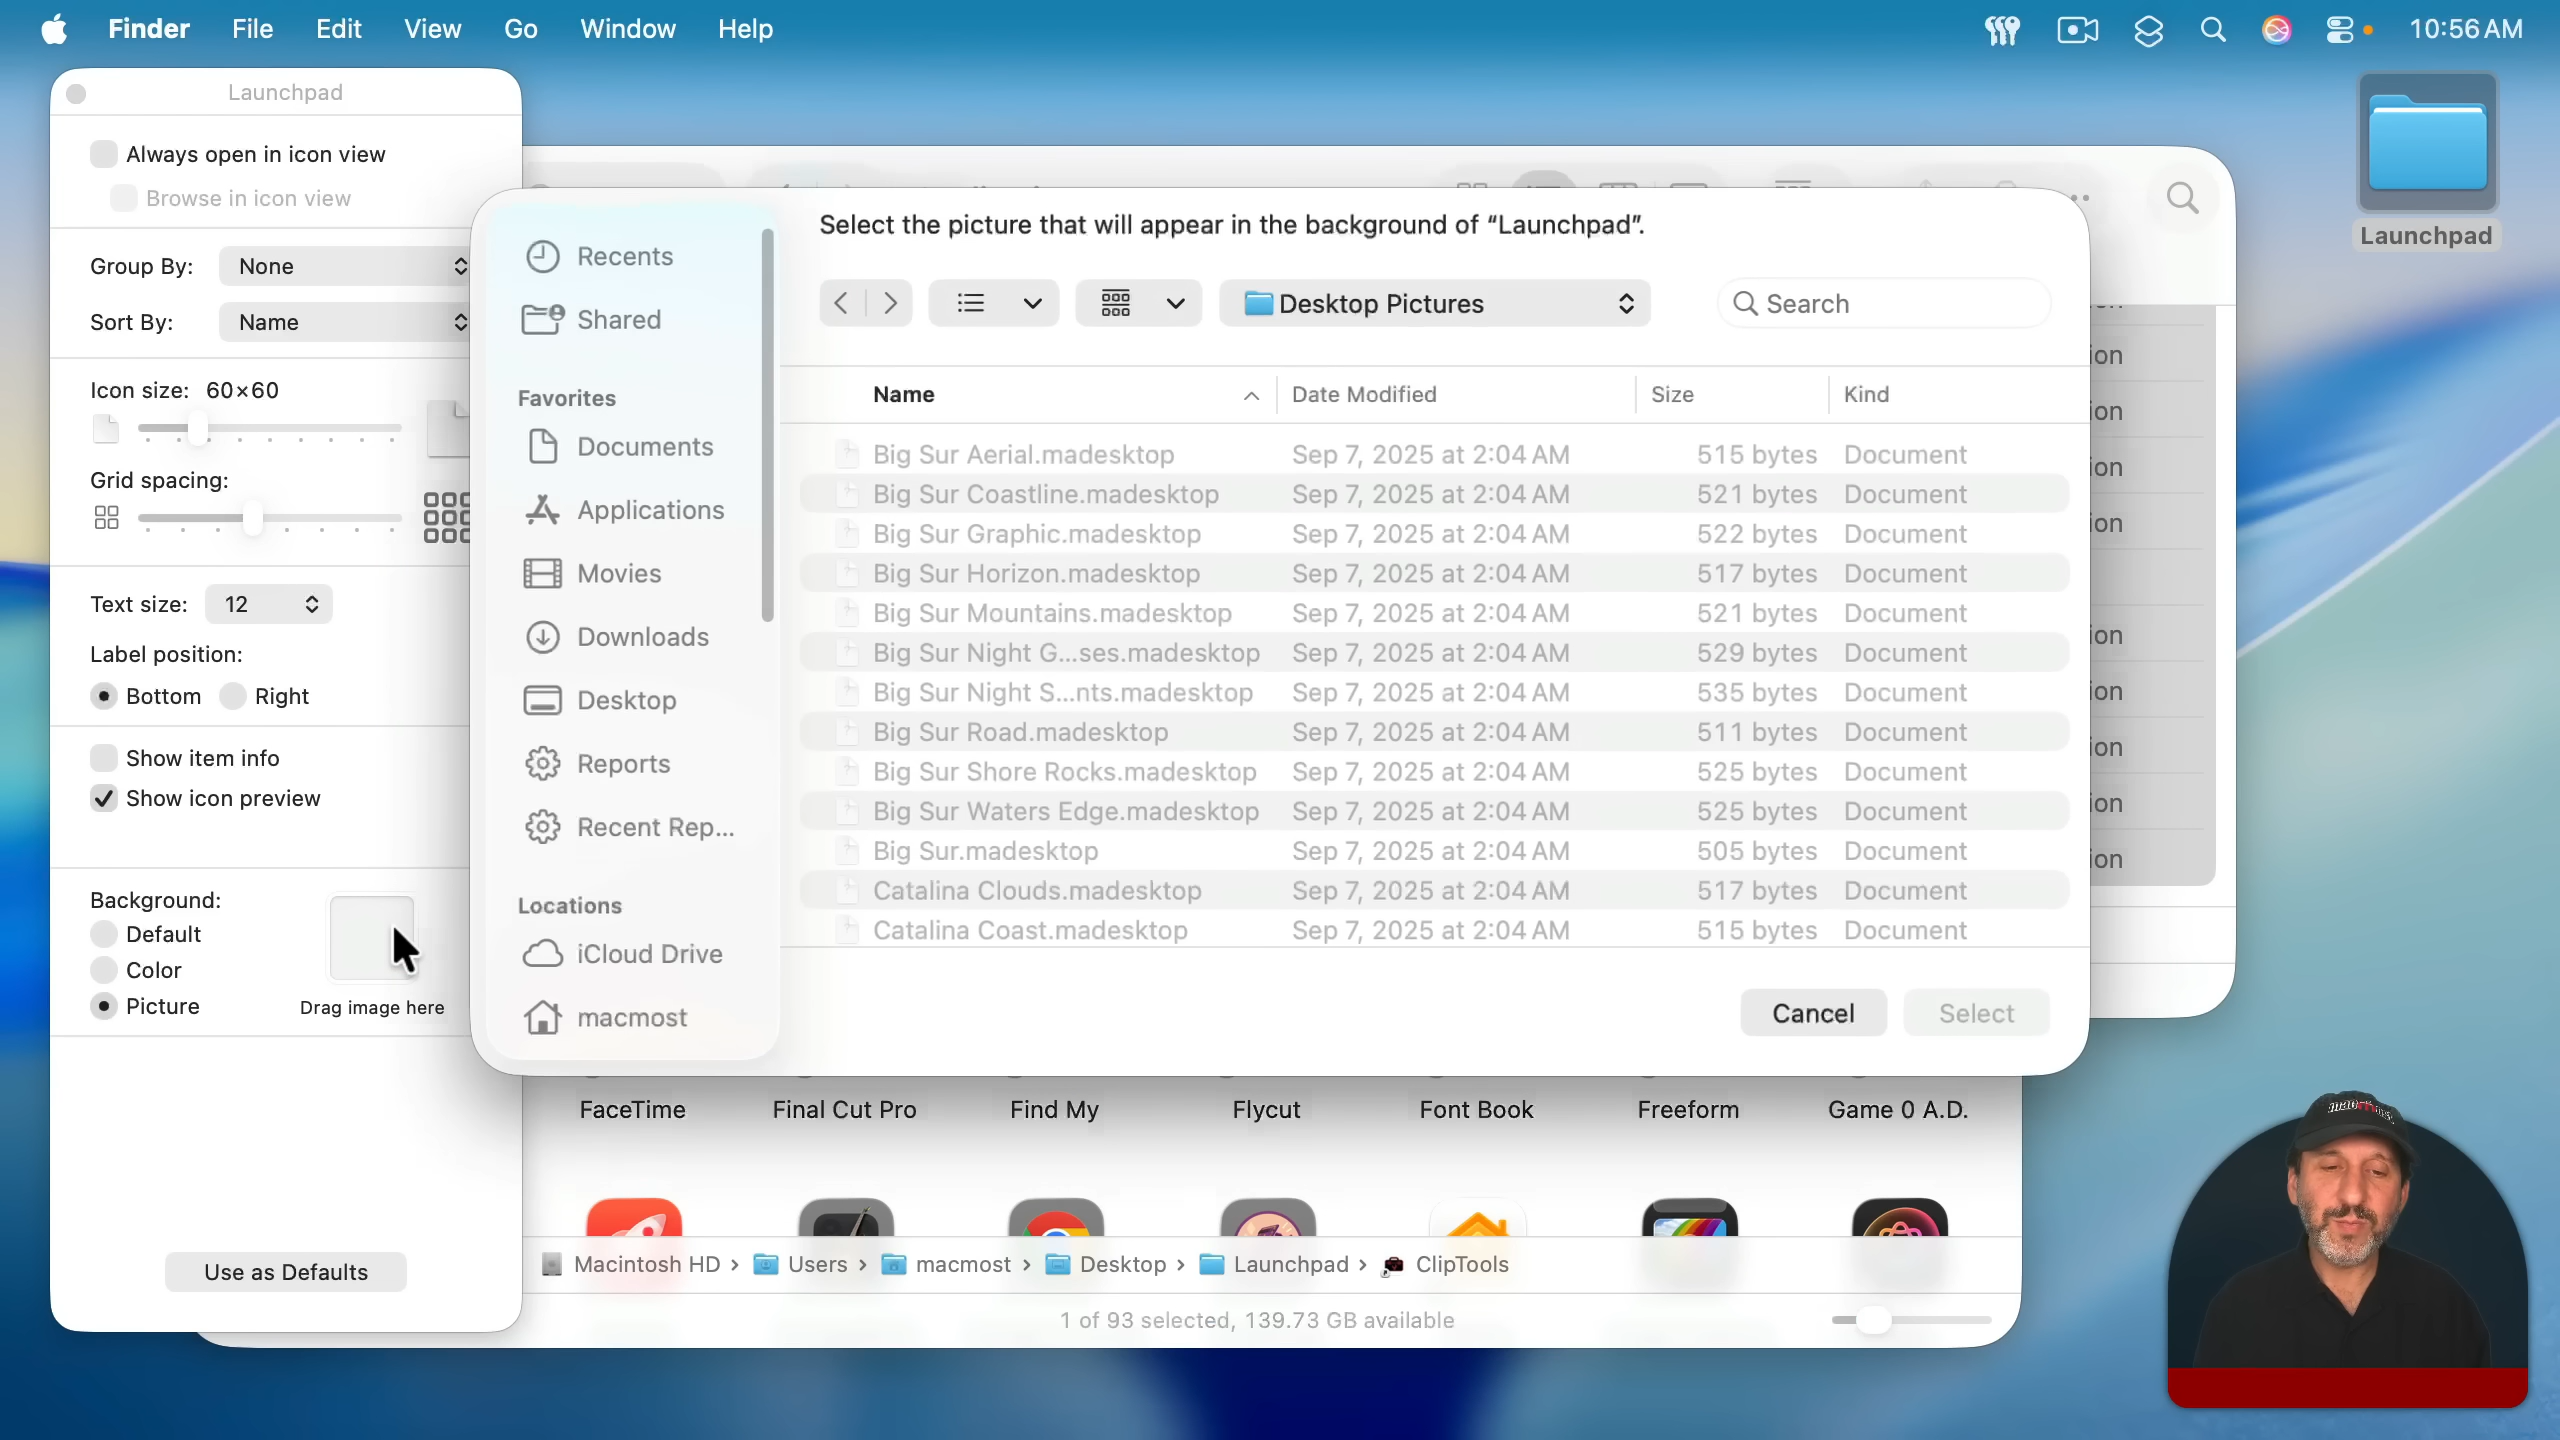 Finder File Edit View Go Window Help 10:56 AM
Launchpad
Always open in icon view
Browse in icon view
Group By: None
Sort By: Name
Icon size: 60×60
Grid spacing:
Text size: 12
Label position:
Bottom Right
Show item info
Show icon preview
Background:
Default
Color
Picture
Drag image here
Use as Defaults
Select the picture that will appear in the background of “Launchpad”.
Recents
Shared
Favorites
Documents
Applications
Movies
Downloads
Desktop
Reports
Recent Rep...
Locations
iCloud Drive
macmost
Desktop Pictures Search
Name Date Modified Size Kind
Big Sur Aerial.madesktop Sep 7, 2025 at 2:04 AM 515 bytes Document
Big Sur Coastline.madesktop Sep 7, 2025 at 2:04 AM 521 bytes Document
Big Sur Graphic.madesktop Sep 7, 2025 at 2:04 AM 522 bytes Document
Big Sur Horizon.madesktop Sep 7, 2025 at 2:04 AM 517 bytes Document
Big Sur Mountains.madesktop Sep 7, 2025 at 2:04 AM 521 bytes Document
Big Sur Night G...ses.madesktop Sep 7, 2025 at 2:04 AM 529 bytes Document
Big Sur Night S...nts.madesktop Sep 7, 2025 at 2:04 AM 535 bytes Document
Big Sur Road.madesktop Sep 7, 2025 at 2:04 AM 511 bytes Document
Big Sur Shore Rocks.madesktop Sep 7, 2025 at 2:04 AM 525 bytes Document
Big Sur Waters Edge.madesktop Sep 7, 2025 at 2:04 AM 525 bytes Document
Big Sur.madesktop Sep 7, 2025 at 2:04 AM 505 bytes Document
Catalina Clouds.madesktop Sep 7, 2025 at 2:04 AM 517 bytes Document
Catalina Coast.madesktop Sep 7, 2025 at 2:04 AM 515 bytes Document
Cancel Select
ion
ion
ion
ion
ion
ion
ion
ion
ion
Launchpad
FaceTime Final Cut Pro Find My Flycut Font Book Freeform Game 0 A.D.
Macintosh HD › Users › macmost › Desktop › Launchpad › ClipTools
1 of 93 selected, 139.73 GB available